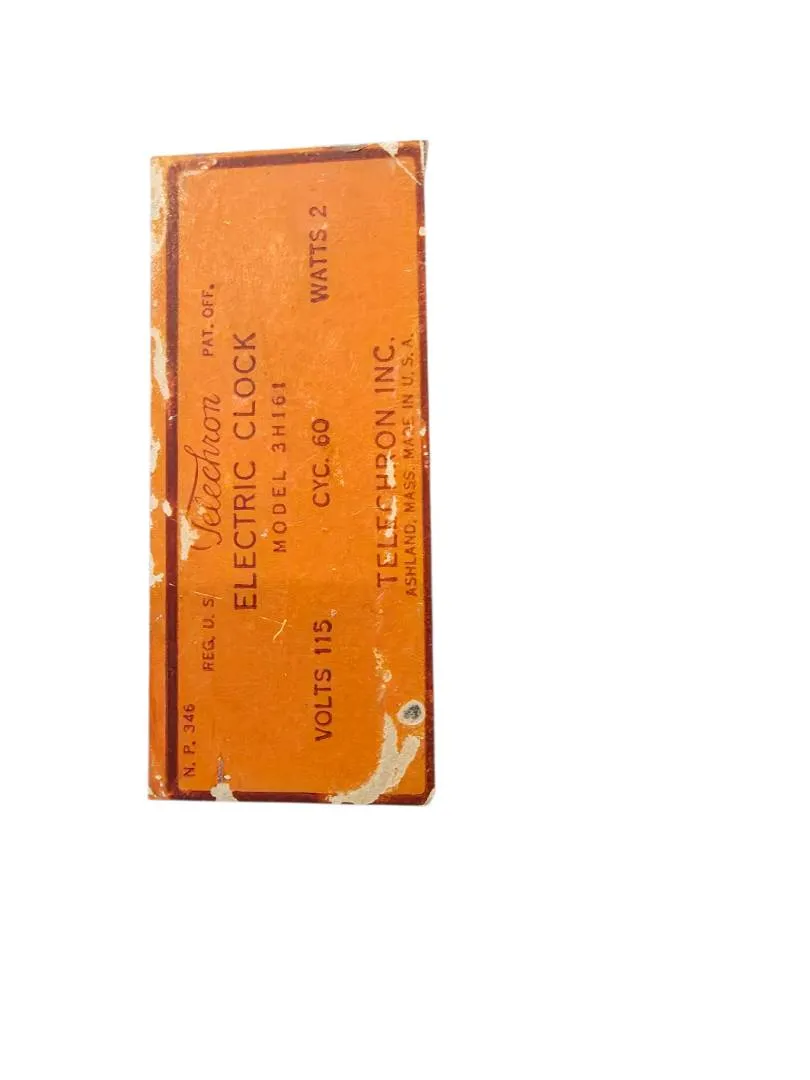 N. P. 346
REG. U. S. Telechron PAT. OFF.
ELECTRIC CLOCK
MODEL 3H161
VOLTS 115 CYC. 60 WATTS 2
TELECHRON INC.
ASHLAND, MASS. MADE IN U. S. A.